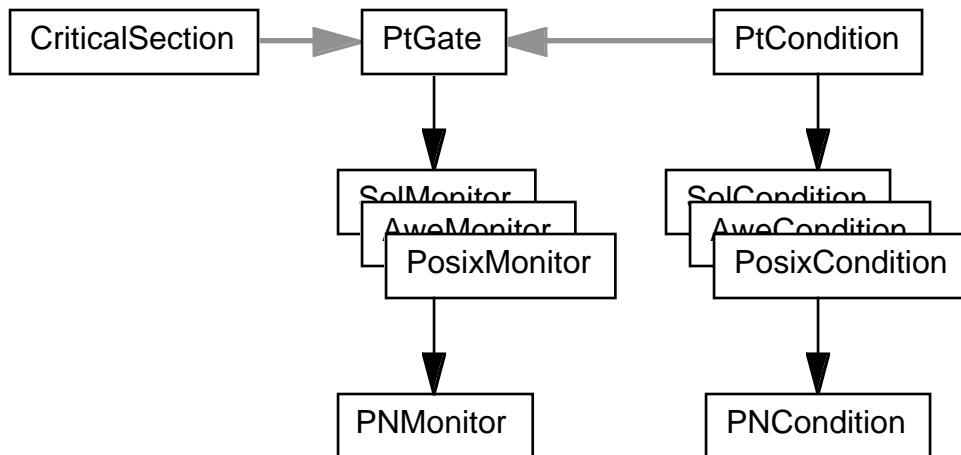 CriticalSection
PtGate
PtCondition
SolMonitor
AweMonitor
PosixMonitor
SolCondition
AweCondition
PosixCondition
PNMonitor
PNCondition